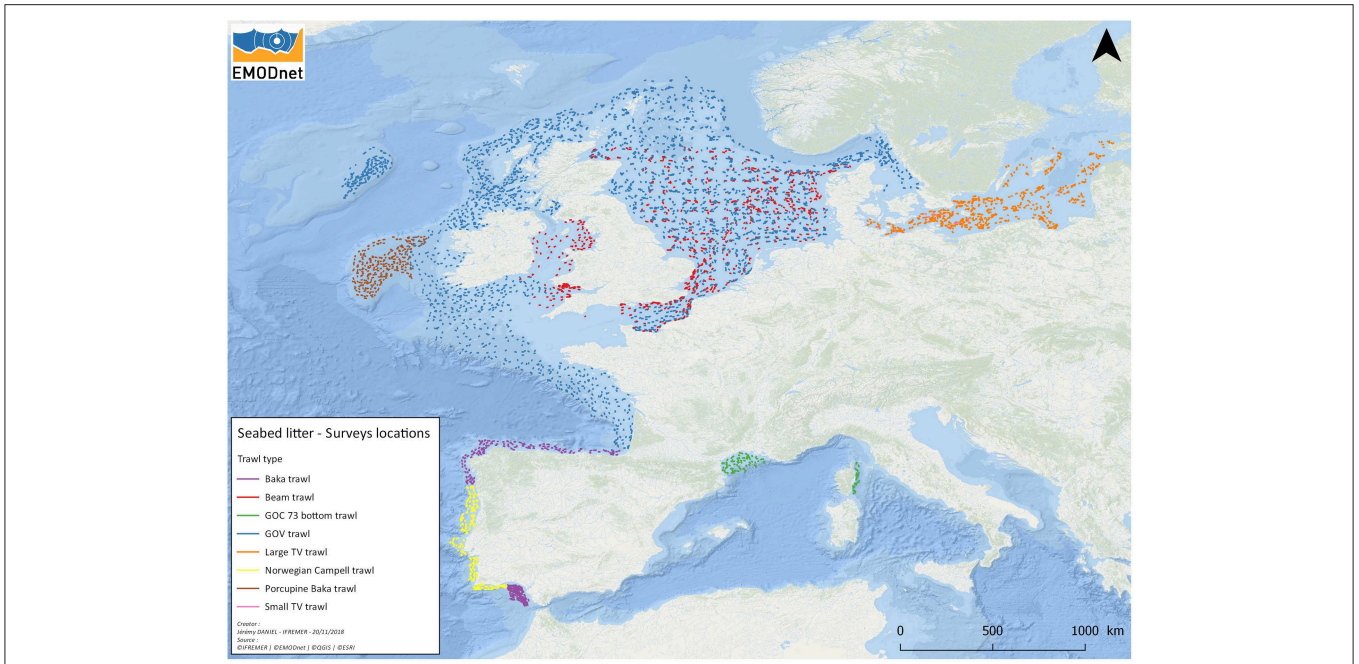 EMODnet
Seabed litter - Surveys locations
Trawl type
Baka trawl
Beam trawl
GOC 73 bottom trawl
GOV trawl
Large TV trawl
Norwegian Campell trawl
Porcupine Baka trawl
Small TV trawl
Creator :
Jérémy DANIEL - IFREMER - 20/11/2018
Source :
©IFREMER | ©EMODnet | ©QGIS | ©ESRI
0 500 1000 km